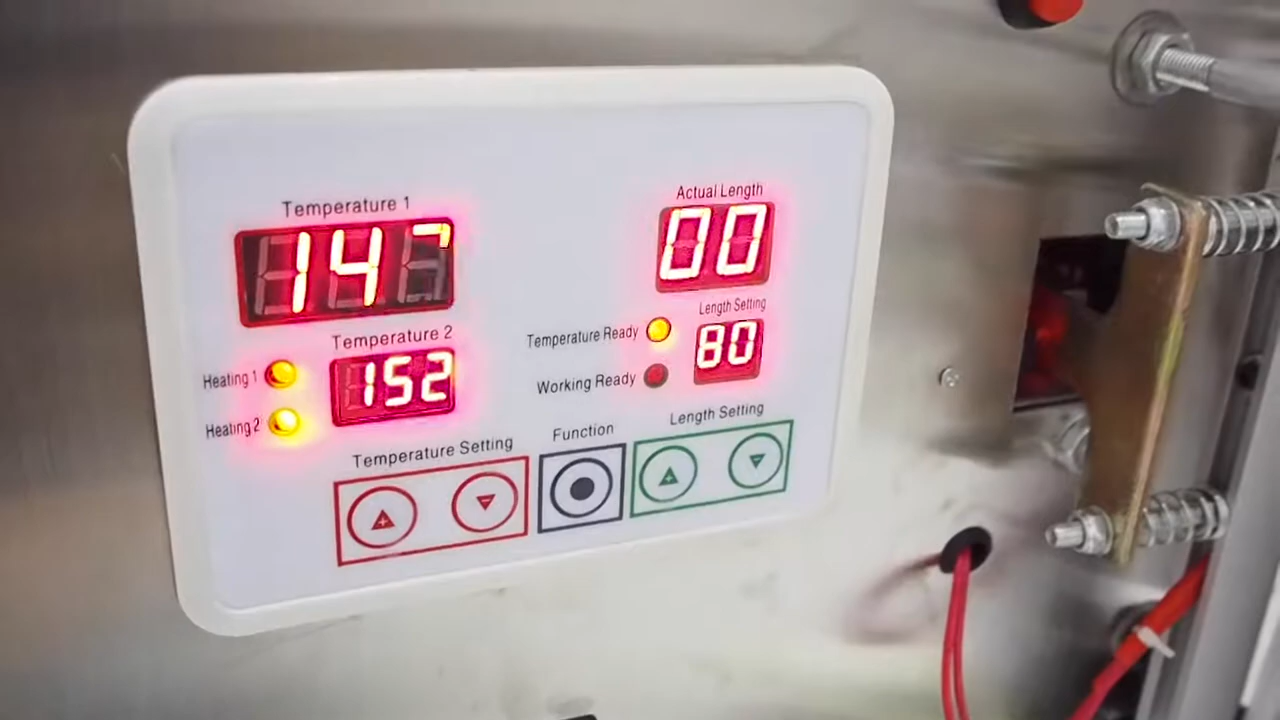 Temperature 1
147
Temperature 2
Heating 1
152
Heating 2
Actual Length
00
Length Setting
Temperature Ready
80
Working Ready
Temperature Setting
Function
Length Setting